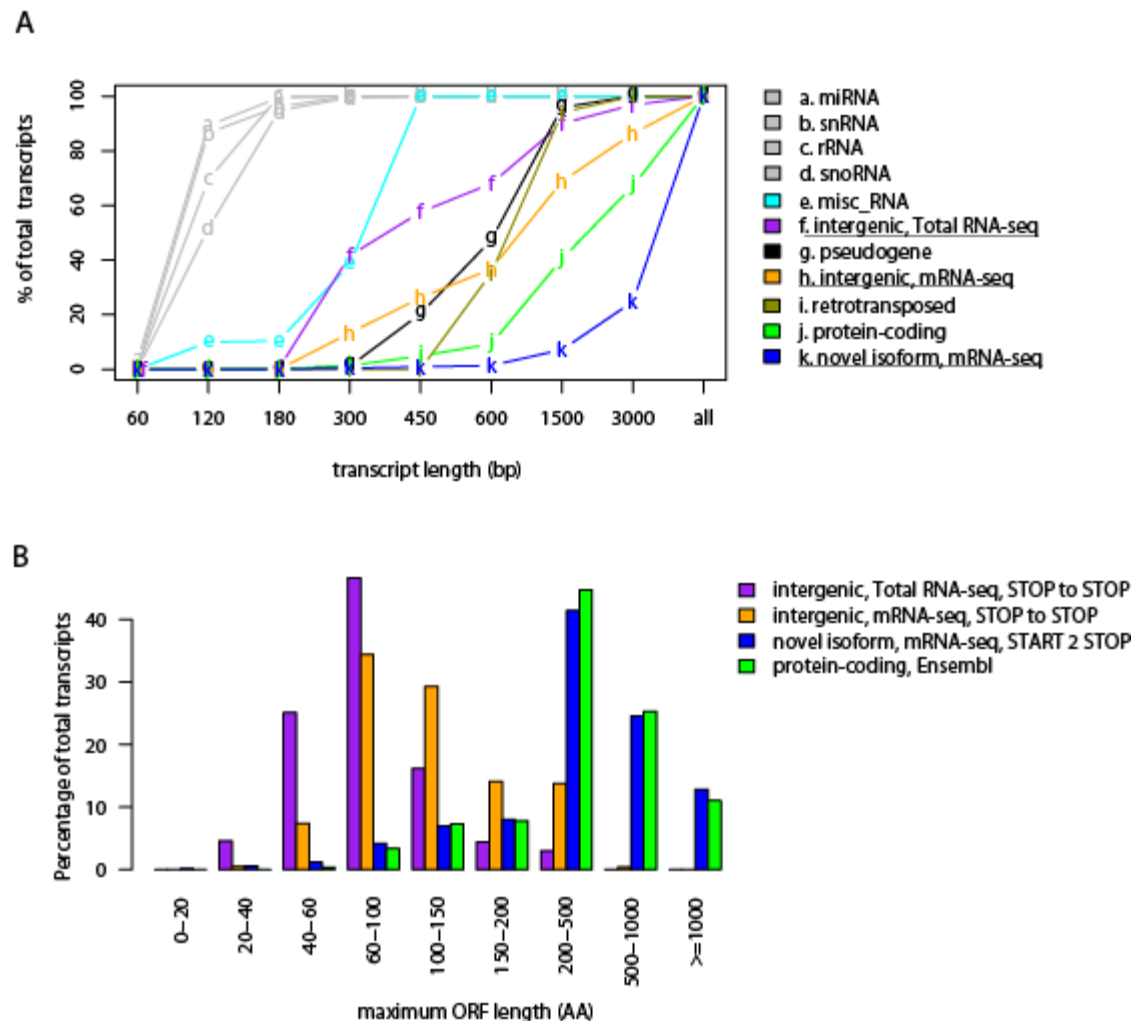 A
% of total transcripts
100
80
60
40
20
0
60 120 180 300 450 600 1500 3000 all
transcript length (bp)
a. miRNA
b. snRNA
c. rRNA
d. snoRNA
e. misc_RNA
f. intergenic, Total RNA-seq
g. pseudogene
h. intergenic, mRNA-seq
i. retrotransposed
j. protein-coding
k. novel isoform, mRNA-seq
B
Percentage of total transcripts
40
30
20
10
0
0−20 20−40 40−60 60−100 100−150 150−200 200−500 500−1000 >=1000
maximum ORF length (AA)
intergenic, Total RNA-seq, STOP to STOP
intergenic, mRNA-seq, STOP to STOP
novel isoform, mRNA-seq, START 2 STOP
protein-coding, Ensembl